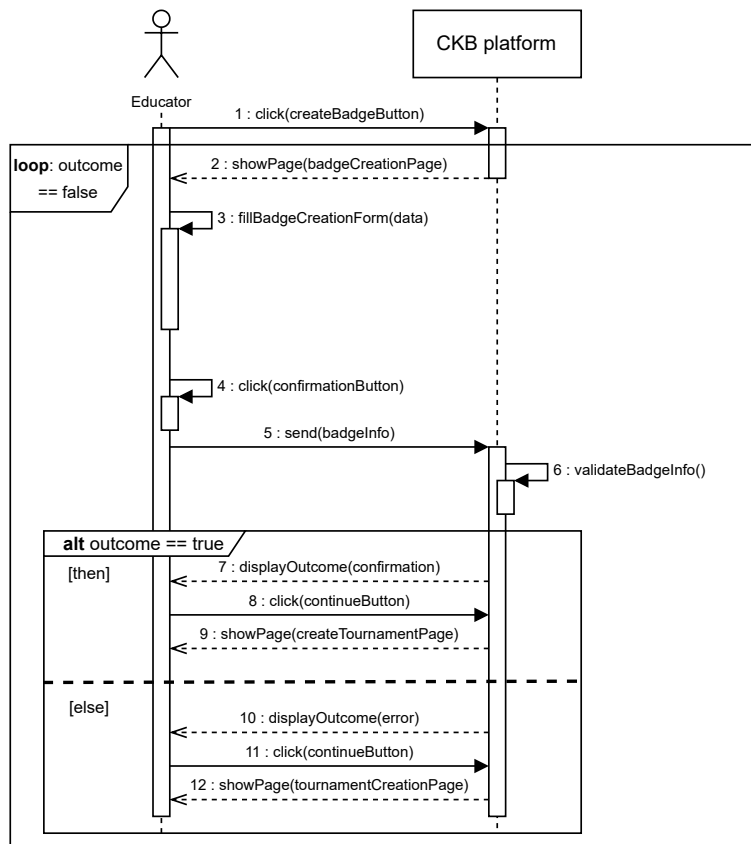 CKB platform
Educator
1 : click(createBadgeButton)
loop: outcome
== false
2 : showPage(badgeCreationPage)
3 : fillBadgeCreationForm(data)
4 : click(confirmationButton)
5 : send(badgeInfo)
6 : validateBadgeInfo()
alt outcome == true
[then]
7 : displayOutcome(confirmation)
8 : click(continueButton)
9 : showPage(createTournamentPage)
[else]
10 : displayOutcome(error)
11 : click(continueButton)
12 : showPage(tournamentCreationPage)